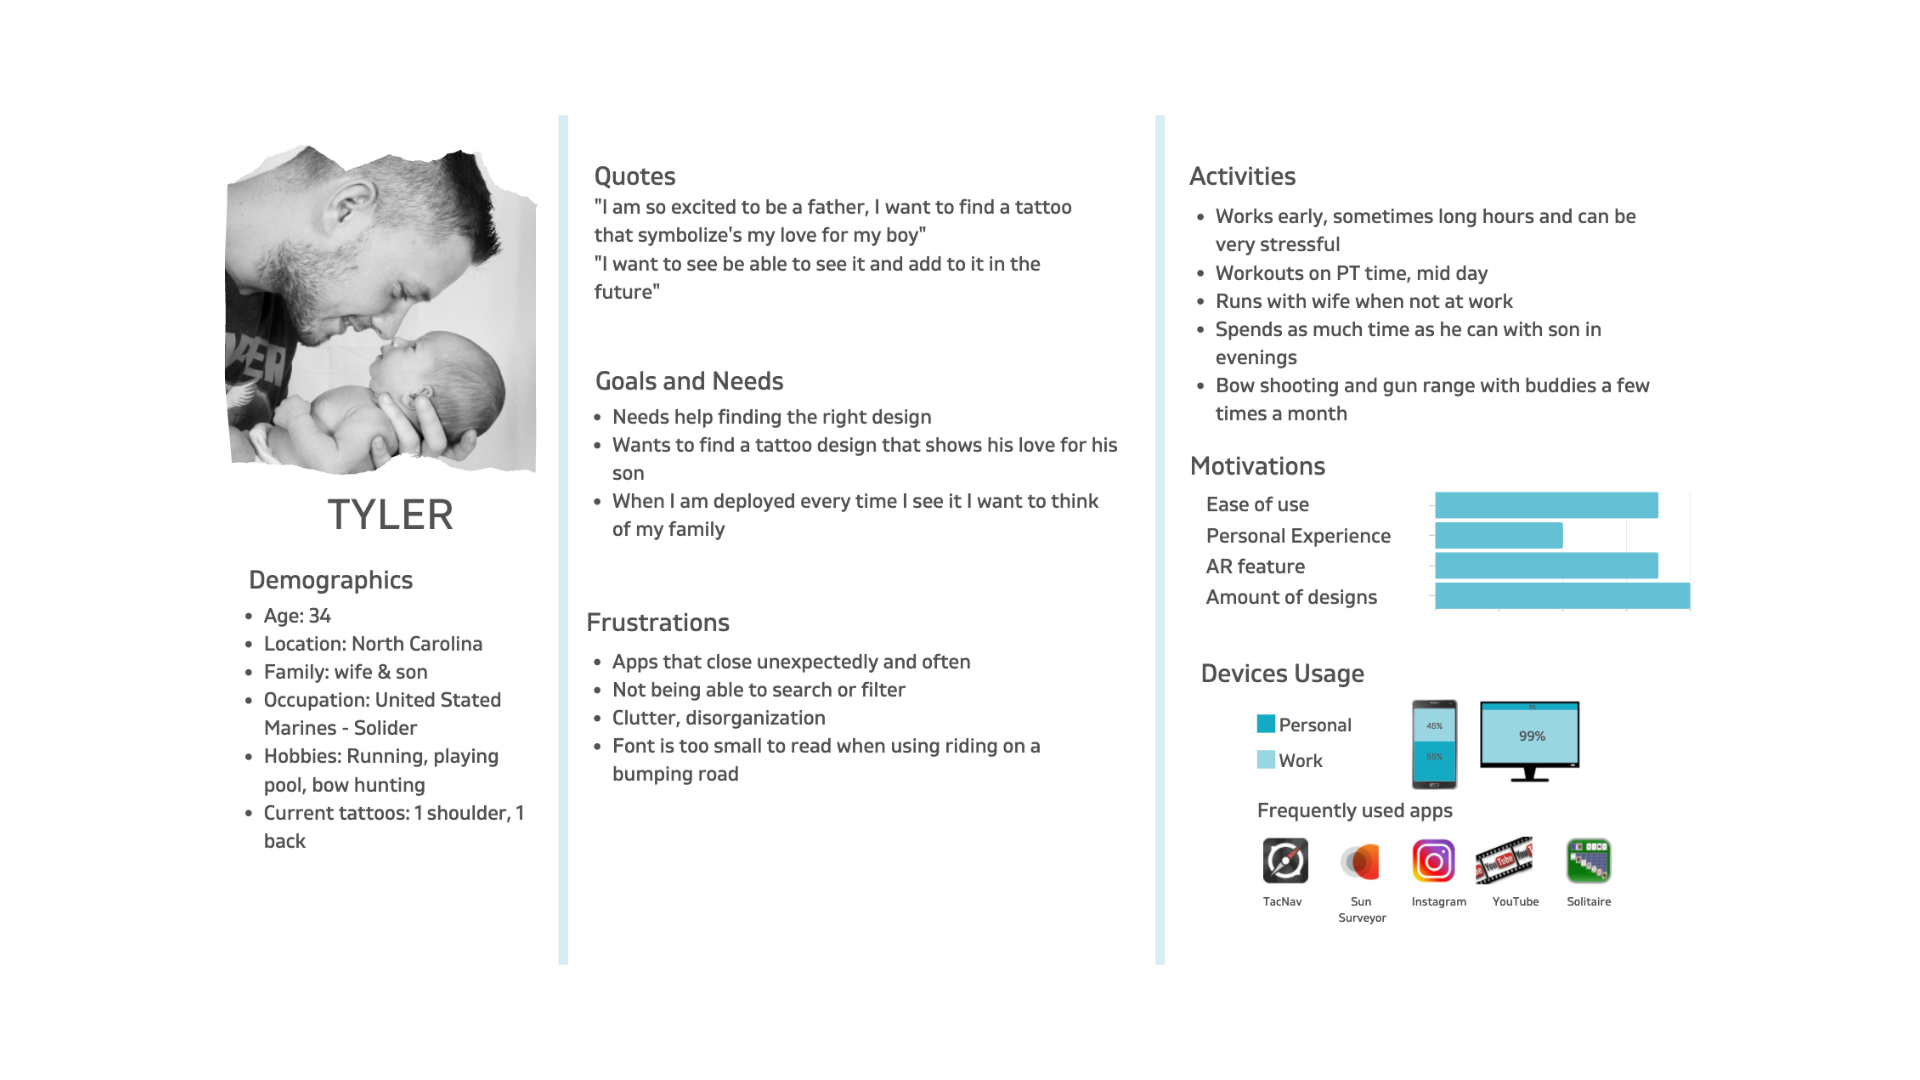 TYLER
Demographics
• Age: 34
• Location: North Carolina
• Family: wife & son
• Occupation: United Stated
Marines - Solider
• Hobbies: Running, playing
pool, bow hunting
• Current tattoos: 1 shoulder, 1
back
Quotes
"I am so excited to be a father, I want to find a tattoo
that symbolize's my love for my boy"
"I want to see be able to see it and add to it in the
future"
Goals and Needs
• Needs help finding the right design
• Wants to find a tattoo design that shows his love for his
son
• When I am deployed every time I see it I want to think
of my family
Frustrations
• Apps that close unexpectedly and often
• Not being able to search or filter
• Clutter, disorganization
• Font is too small to read when using riding on a
bumping road
Activities
• Works early, sometimes long hours and can be
very stressful
• Workouts on PT time, mid day
• Runs with wife when not at work
• Spends as much time as he can with son in
evenings
• Bow shooting and gun range with buddies a few
times a month
Motivations
Ease of use
Personal Experience
AR feature
Amount of designs
Devices Usage
Personal
Work
45%
55%
1%
99%
Frequently used apps
YouTube
TacNav
Sun
Surveyor
Instagram
YouTube
Solitaire